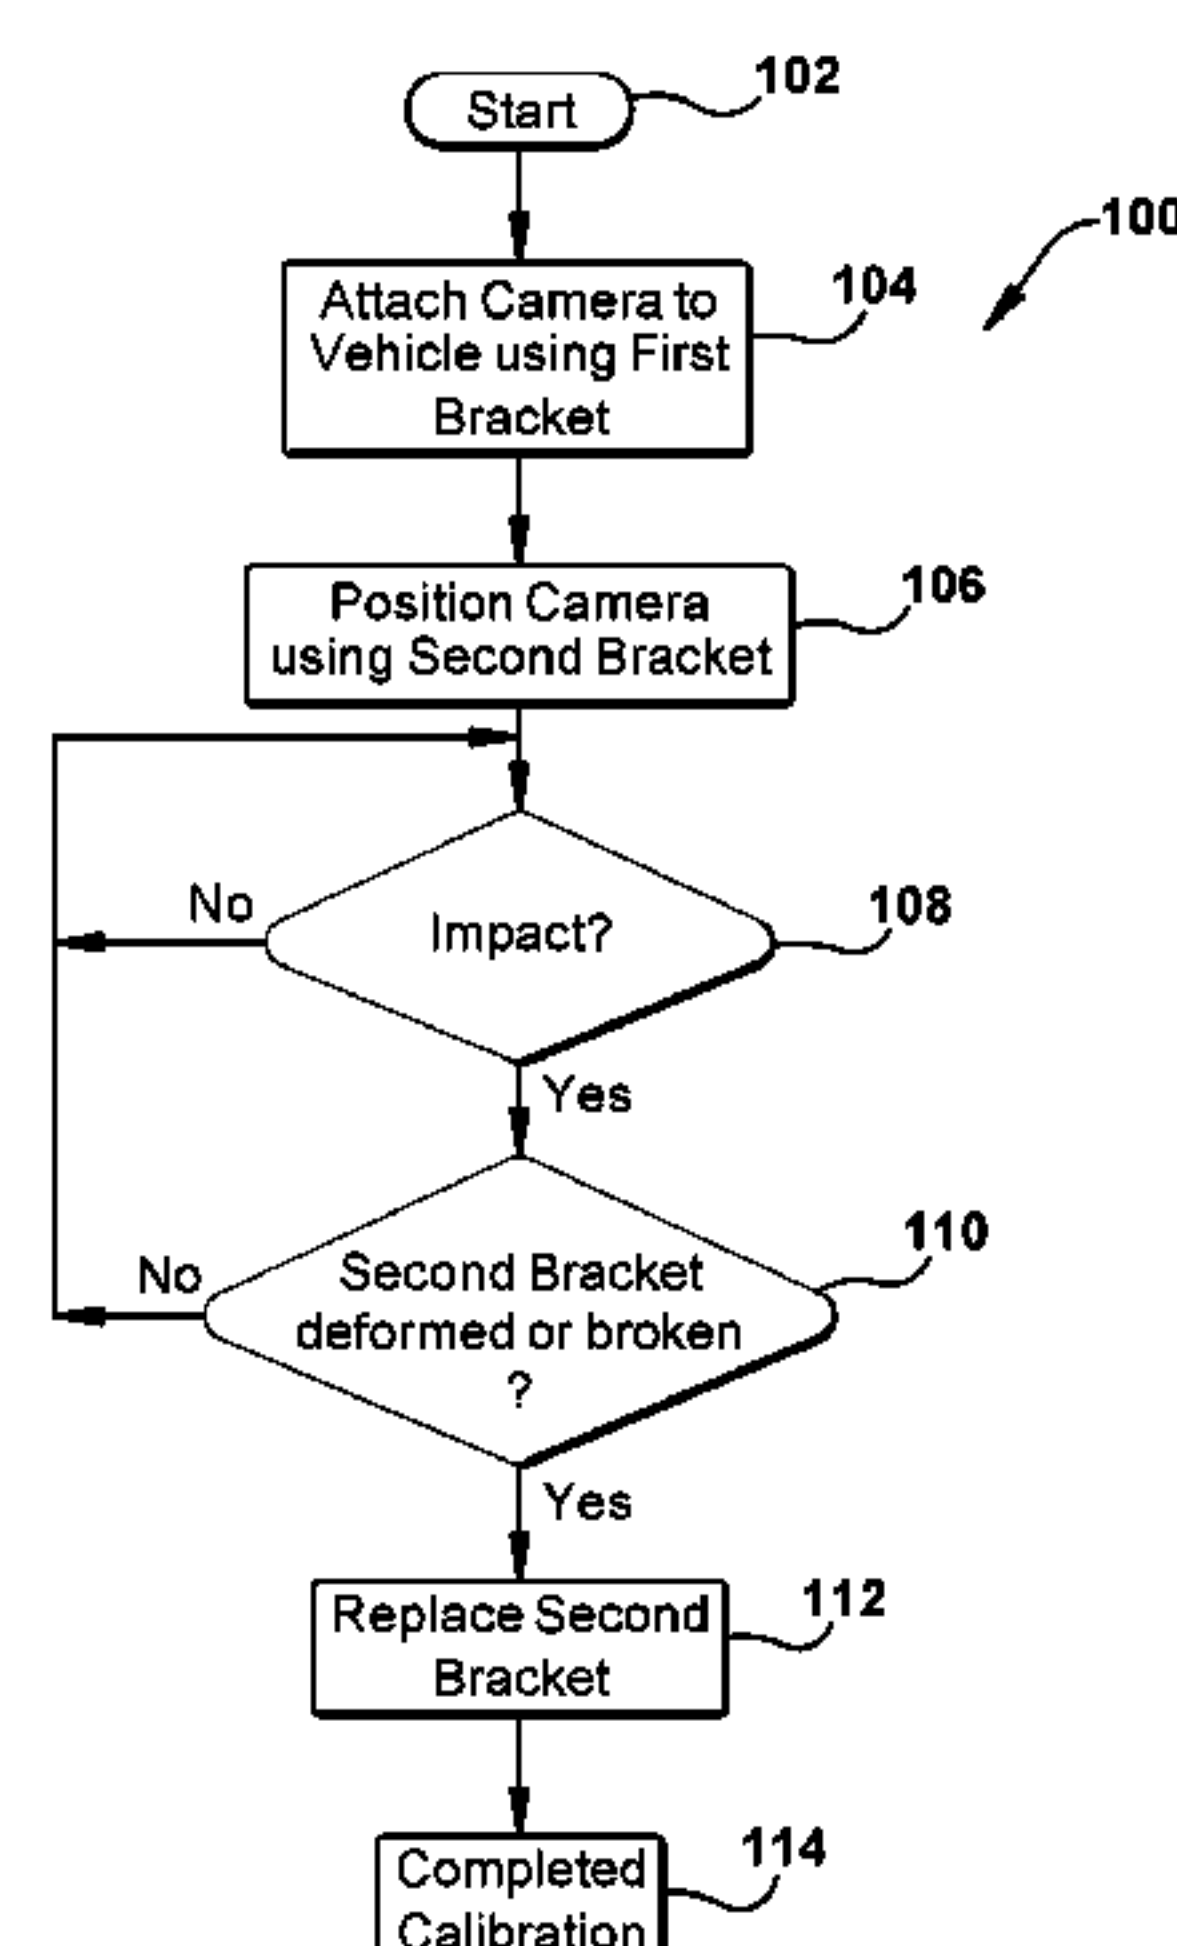 Start
102
100
Attach Camera to
Vehicle using First
Bracket
104
Position Camera
using Second Bracket
106
No
Impact?
108
Yes
No
Second Bracket
deformed or broken
?
110
Yes
Replace Second
Bracket
112
Completed
Calibration
114